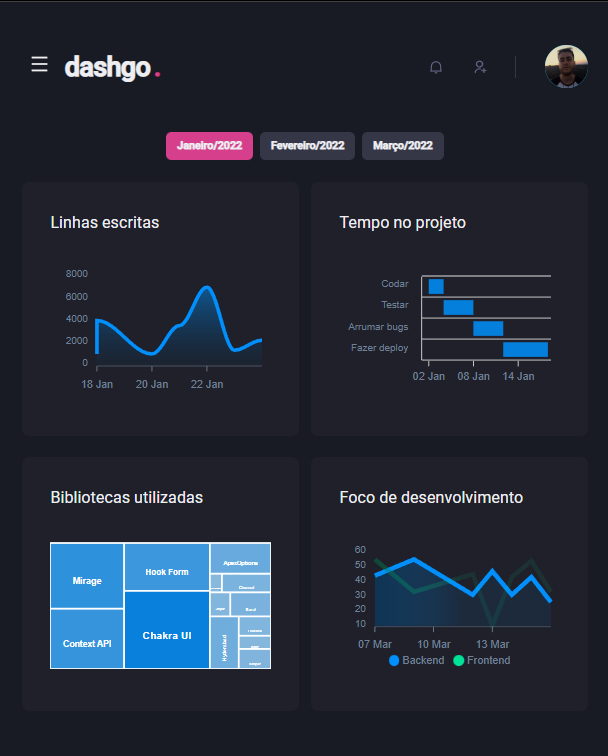 dashgo.
Janeiro/2022 Fevereiro/2022 Março/2022
Linhas escritas
8000
6000
4000
2000
0
18 Jan 20 Jan 22 Jan
Tempo no projeto
Codar
Testar
Arrumar bugs
Fazer deploy
02 Jan 08 Jan 14 Jan
Bibliotecas utilizadas
Mirage
Context API
Hook Form
Chakra UI
ApexOptions
Foco de desenvolvimento
60
50
40
30
20
10
07 Mar 10 Mar 13 Mar
Backend Frontend